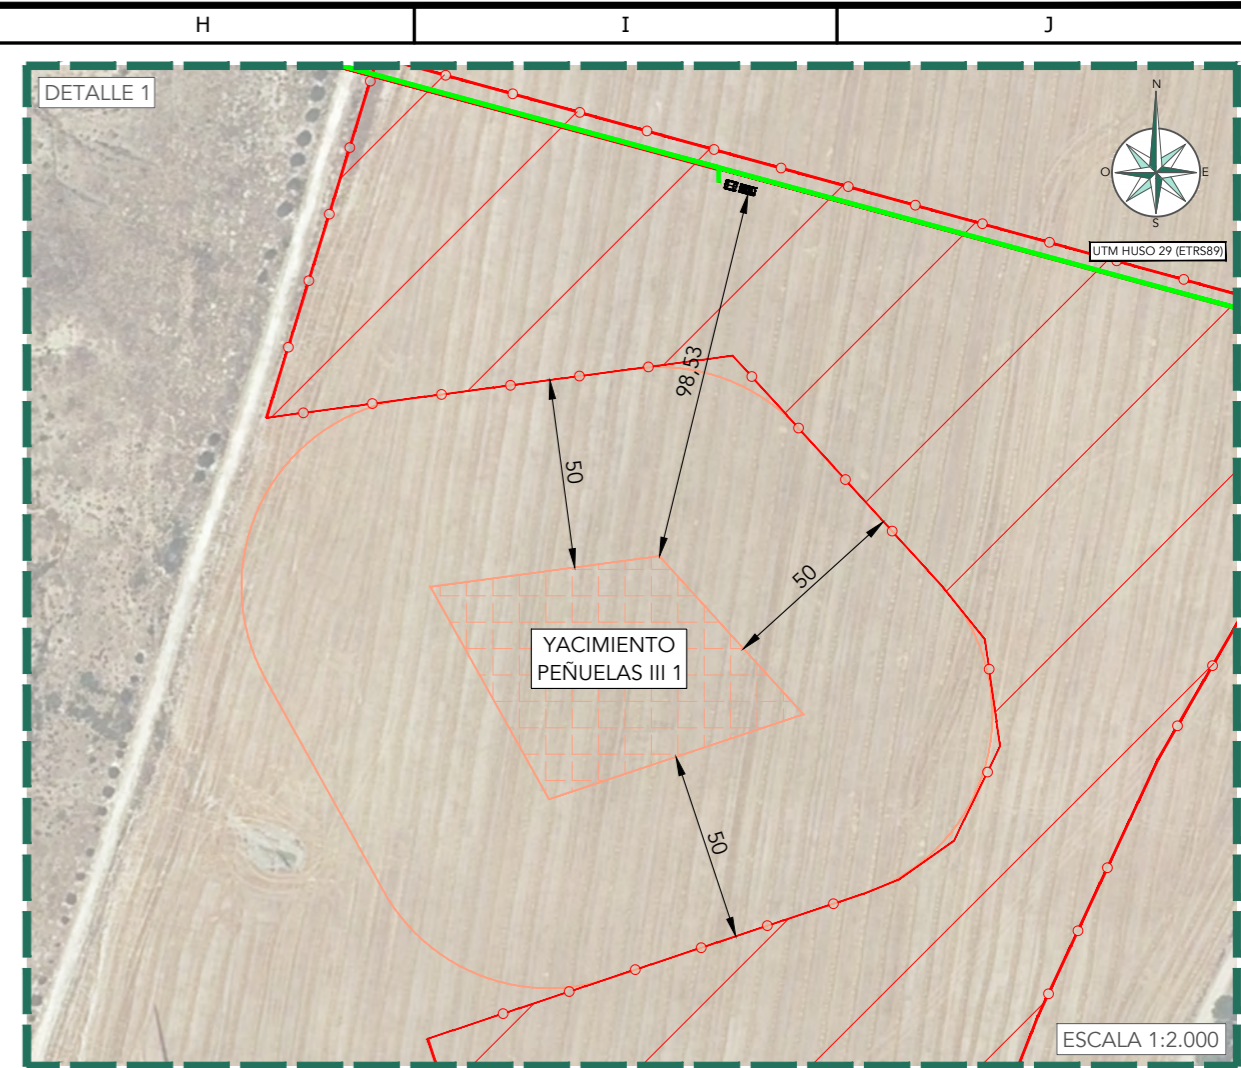 H
I
J
DETALLE 1
N
O
E
S
UTM HUSO 29 (ETRS89)
98,53
50
50
YACIMIENTO
PEÑUELAS III 1
50
ESCALA 1:2.000